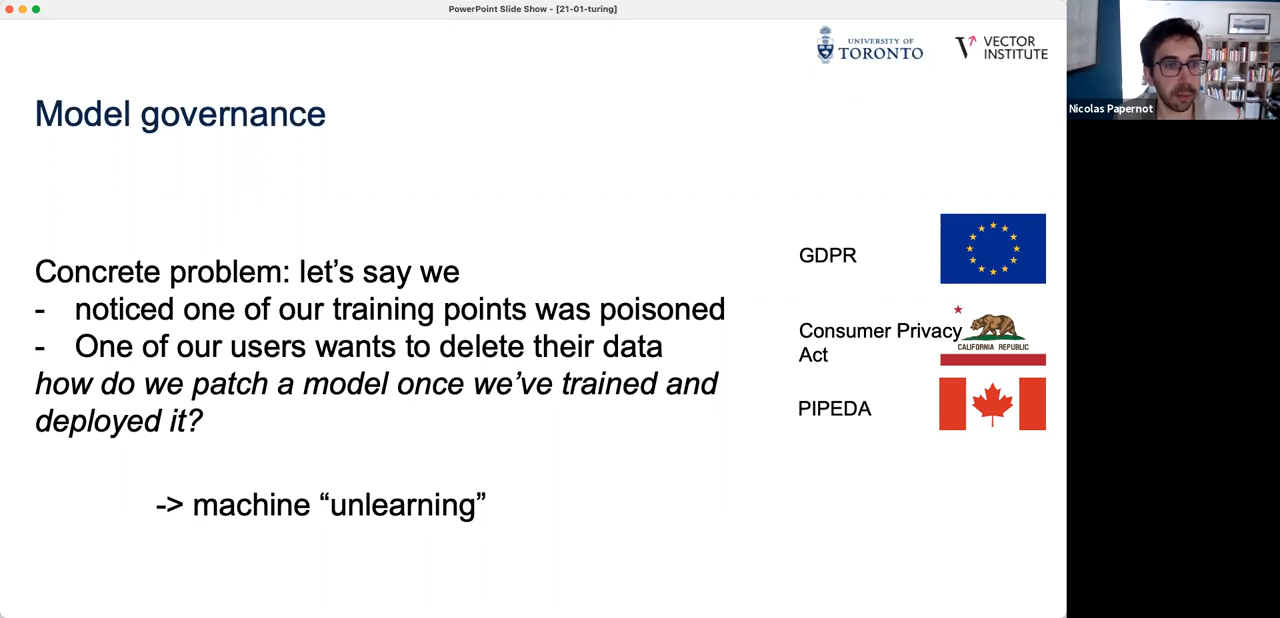 PowerPoint Slide Show - [21-01-turing]
UNIVERSITY OF
TORONTO
VECTOR
INSTITUTE
Nicolas Papernot
Model governance
Concrete problem: let’s say we
- noticed one of our training points was poisoned
- One of our users wants to delete their data
how do we patch a model once we’ve trained and
deployed it?
-> machine “unlearning”
GDPR
Consumer Privacy
Act
CALIFORNIA REPUBLIC
PIPEDA